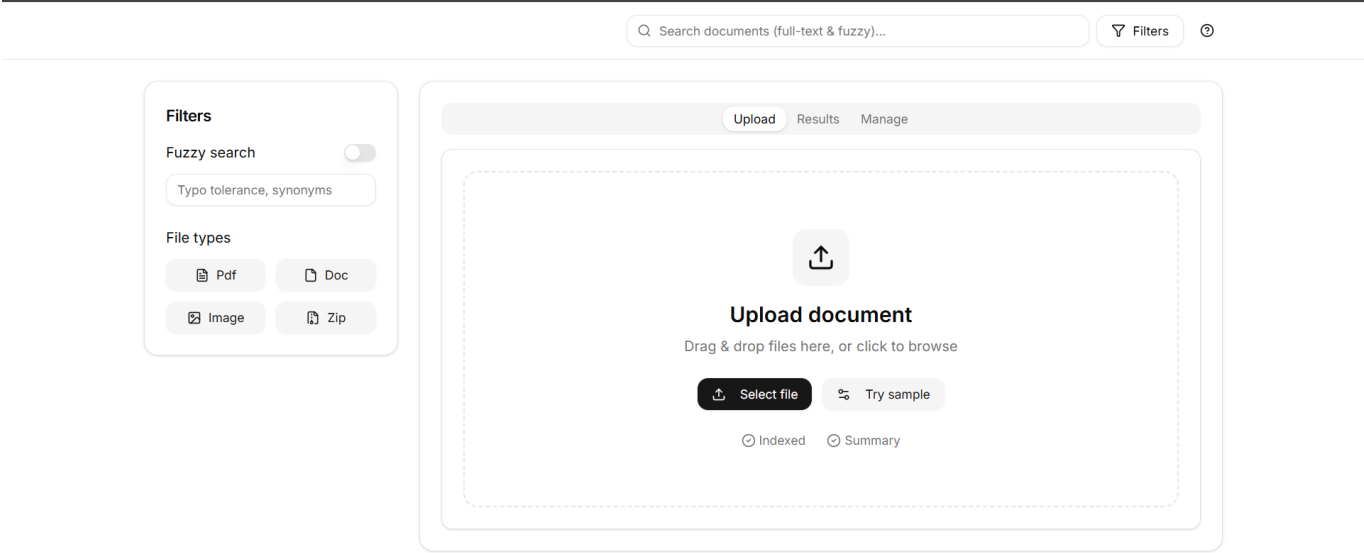 Search documents (full-text & fuzzy)...
Filters
Filters
Fuzzy search
Typo tolerance, synonyms
File types
Pdf
Doc
Image
Zip
Upload
Results
Manage
Upload document
Drag & drop files here, or click to browse
Select file
Try sample
Indexed
Summary